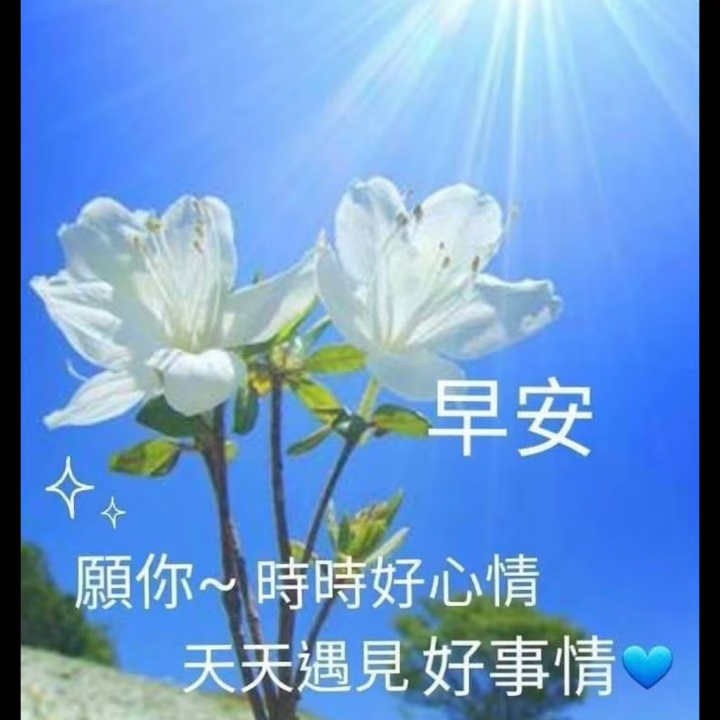 早安
願你~ 時時好心情
天天遇見 好事情💙